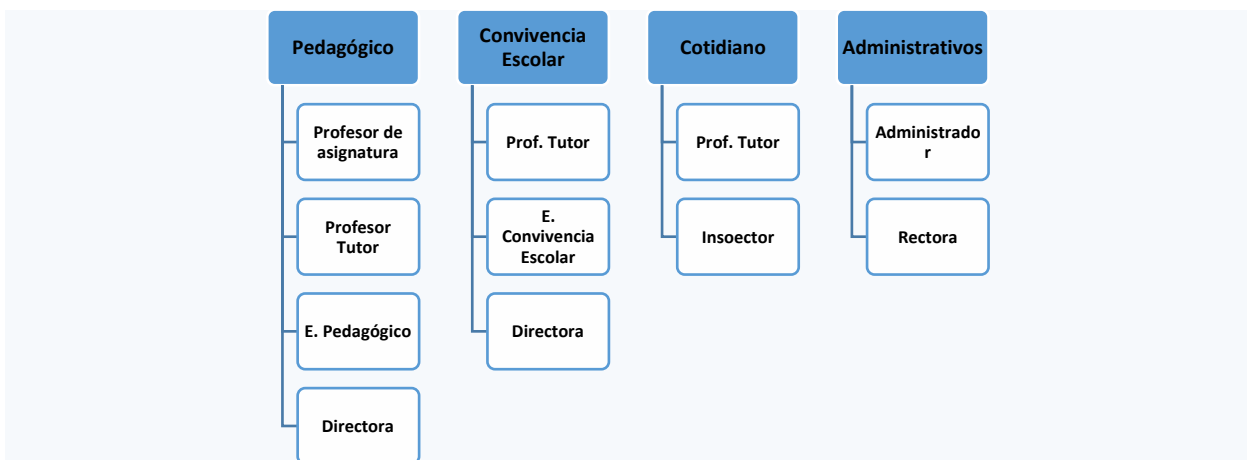 Pedagógico
Profesor de
asignatura
Profesor
Tutor
E. Pedagógico
Directora
Convivencia
Escolar
Prof. Tutor
E.
Convivencia
Escolar
Directora
Cotidiano
Prof. Tutor
Insoector
Administrativos
Administrado
r
Rectora